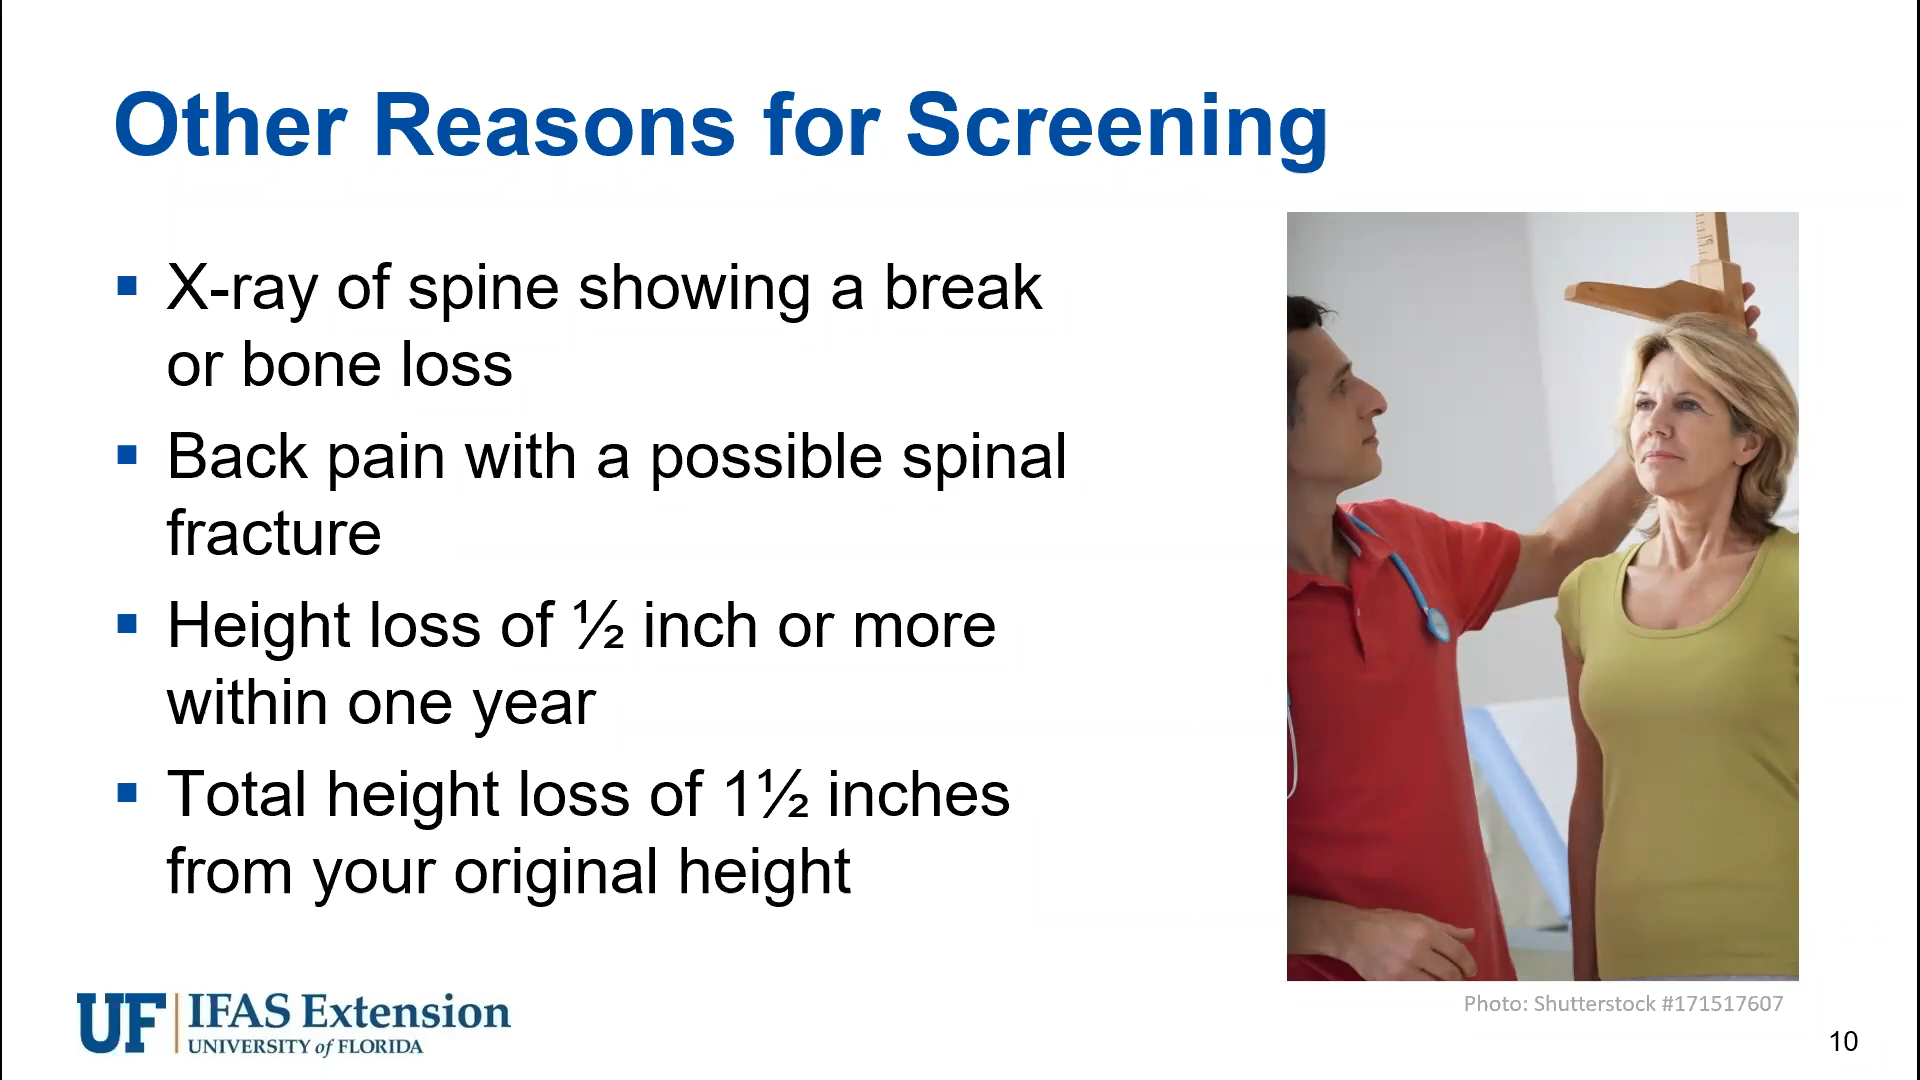 Other Reasons for Screening
▪ X-ray of spine showing a break
or bone loss
▪ Back pain with a possible spinal
fracture
▪ Height loss of ½ inch or more
within one year
▪ Total height loss of 1½ inches
from your original height
UF IFAS Extension
UNIVERSITY of FLORIDA
Photo: Shutterstock #171517607
10